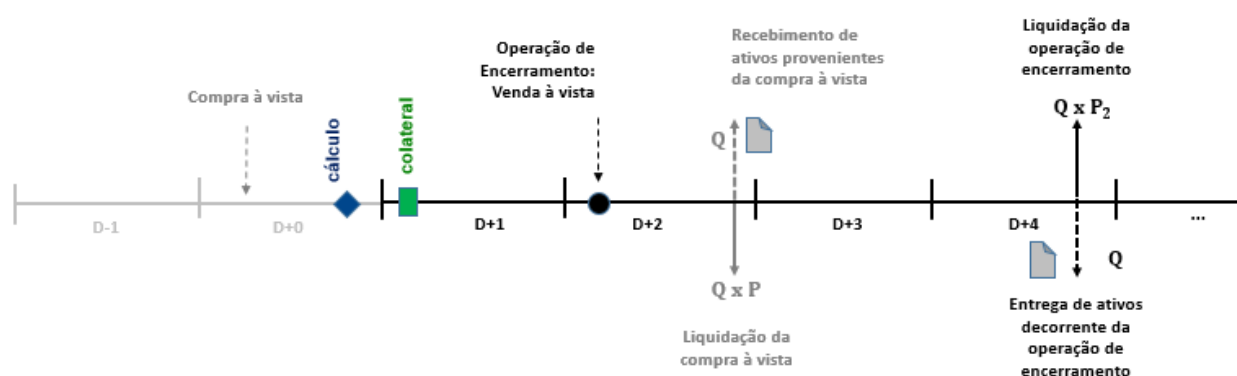 Compra à vista
cálculo
colateral
Operação de
Encerramento:
Venda à vista
Recebimento de
ativos provenientes
da compra à vista
Liquidação da
operação de
encerramento
Q
Q x P₂
D-1
D+0
D+1
D+2
D+3
D+4
...
Q x P
Q
Liquidação da
compra à vista
Entrega de ativos
decorrente da
operação de
encerramento